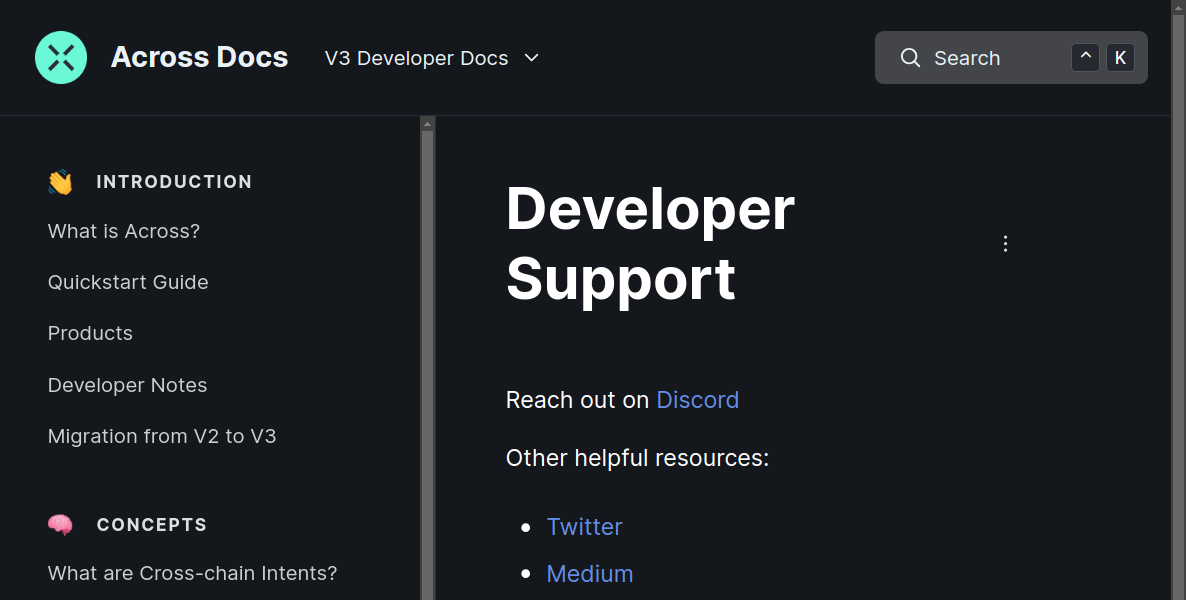 Across Docs
V3 Developer Docs
Search
^ K
INTRODUCTION
What is Across?
Quickstart Guide
Products
Developer Notes
Migration from V2 to V3
CONCEPTS
What are Cross-chain Intents?
Developer
Support
Reach out on Discord
Other helpful resources:
• Twitter
• Medium